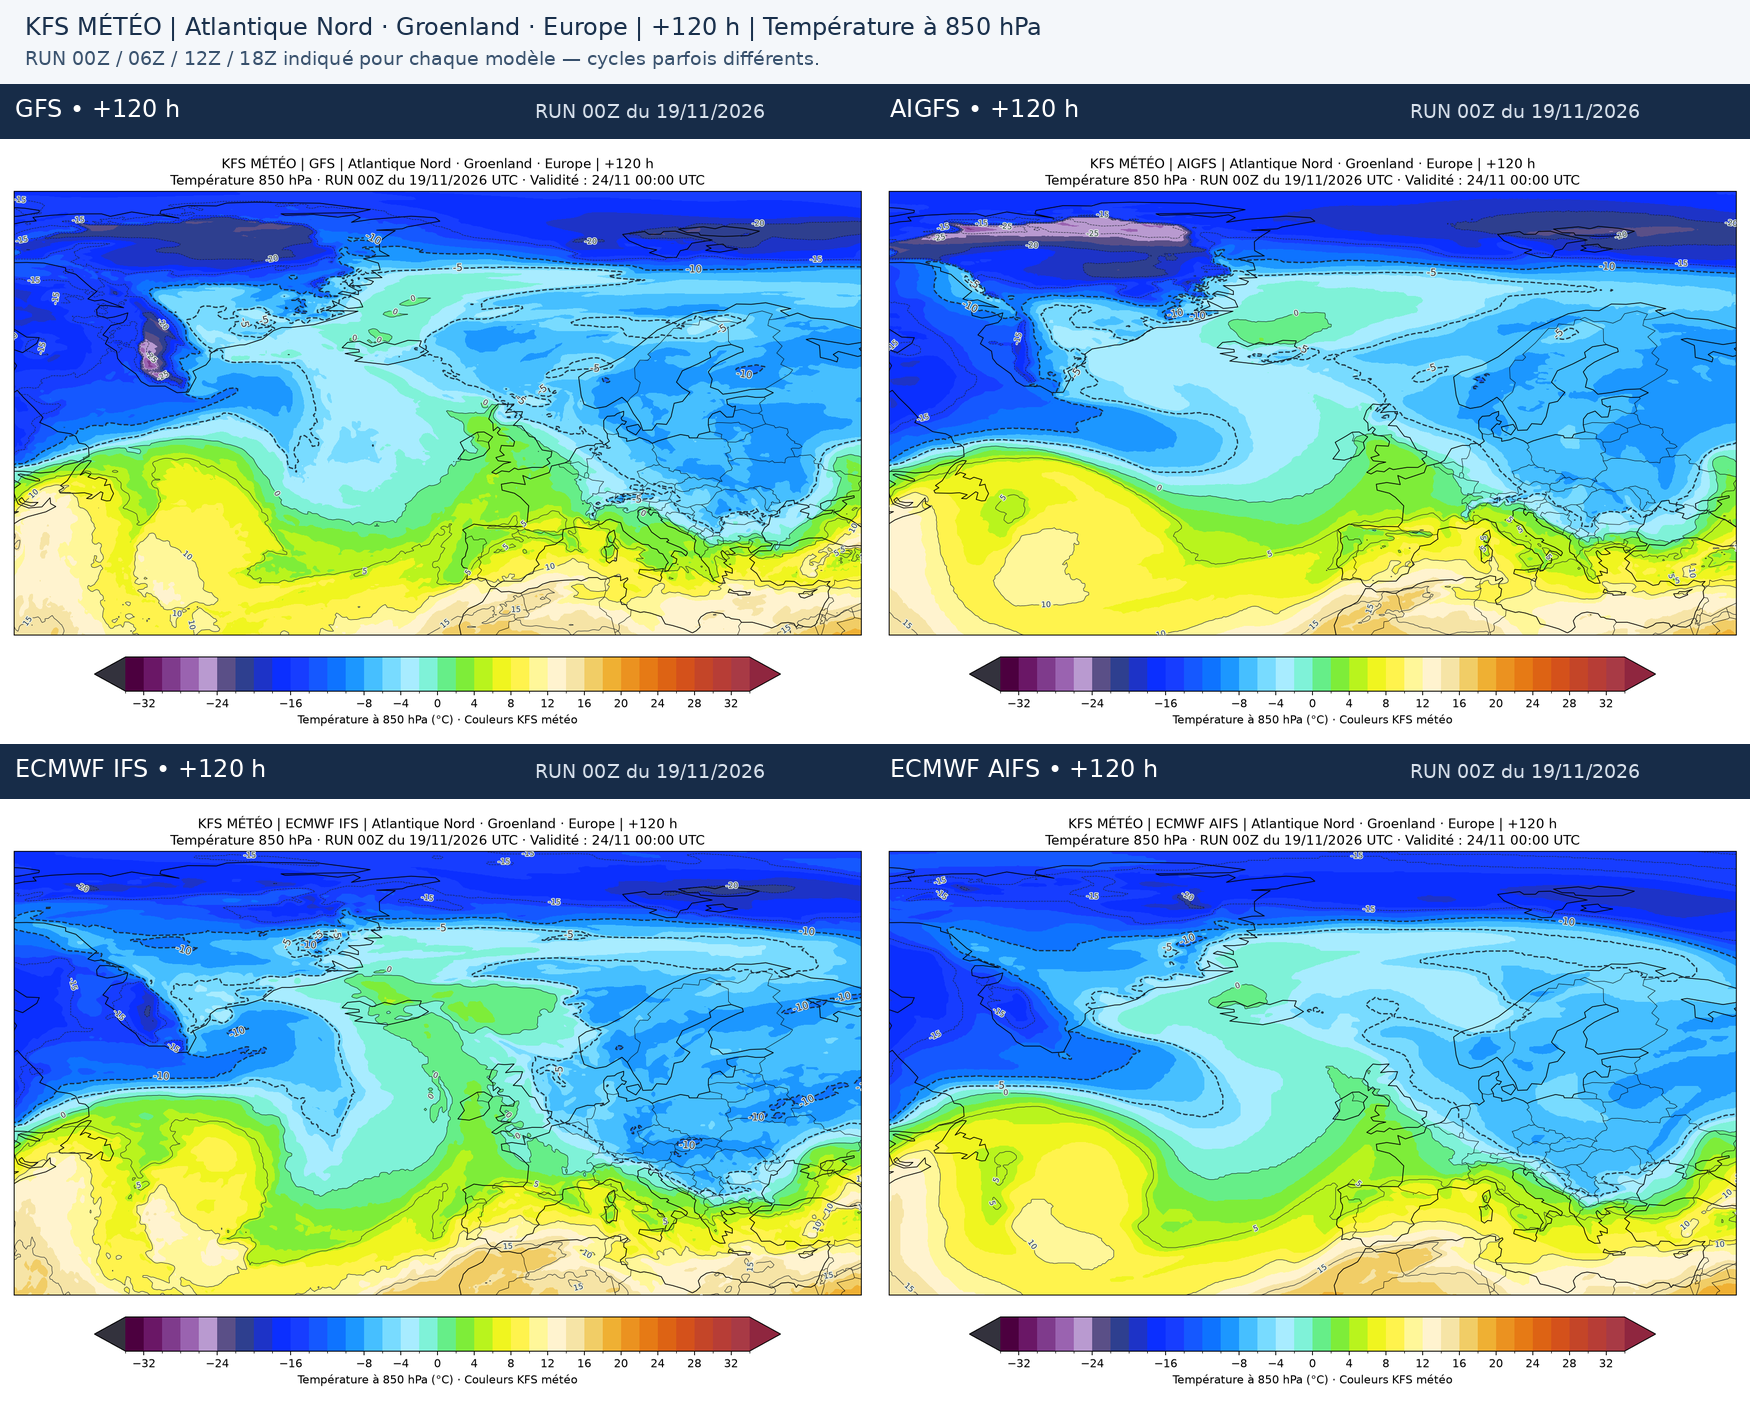 KFS MÉTÉO | Atlantique Nord · Groenland · Europe | +120 h | Température à 850 hPa
RUN 00Z / 06Z / 12Z / 18Z indiqué pour chaque modèle — cycles parfois différents.
GFS • +120 h
RUN 00Z du 19/11/2026
AIGFS • +120 h
RUN 00Z du 19/11/2026
KFS MÉTÉO | GFS | Atlantique Nord · Groenland · Europe | +120 h
Température 850 hPa · RUN 00Z du 19/11/2026 UTC · Validité : 24/11 00:00 UTC
KFS MÉTÉO | AIGFS | Atlantique Nord · Groenland · Europe | +120 h
Température 850 hPa · RUN 00Z du 19/11/2026 UTC · Validité : 24/11 00:00 UTC
−32 −24 −16 −8 −4 0 4 8 12 16 20 24 28 32
Température à 850 hPa (°C) · Couleurs KFS météo
−32 −24 −16 −8 −4 0 4 8 12 16 20 24 28 32
Température à 850 hPa (°C) · Couleurs KFS météo
ECMWF IFS • +120 h
RUN 00Z du 19/11/2026
ECMWF AIFS • +120 h
RUN 00Z du 19/11/2026
KFS MÉTÉO | ECMWF IFS | Atlantique Nord · Groenland · Europe | +120 h
Température 850 hPa · RUN 00Z du 19/11/2026 UTC · Validité : 24/11 00:00 UTC
KFS MÉTÉO | ECMWF AIFS | Atlantique Nord · Groenland · Europe | +120 h
Température 850 hPa · RUN 00Z du 19/11/2026 UTC · Validité : 24/11 00:00 UTC
−32 −24 −16 −8 −4 0 4 8 12 16 20 24 28 32
Température à 850 hPa (°C) · Couleurs KFS météo
−32 −24 −16 −8 −4 0 4 8 12 16 20 24 28 32
Température à 850 hPa (°C) · Couleurs KFS météo